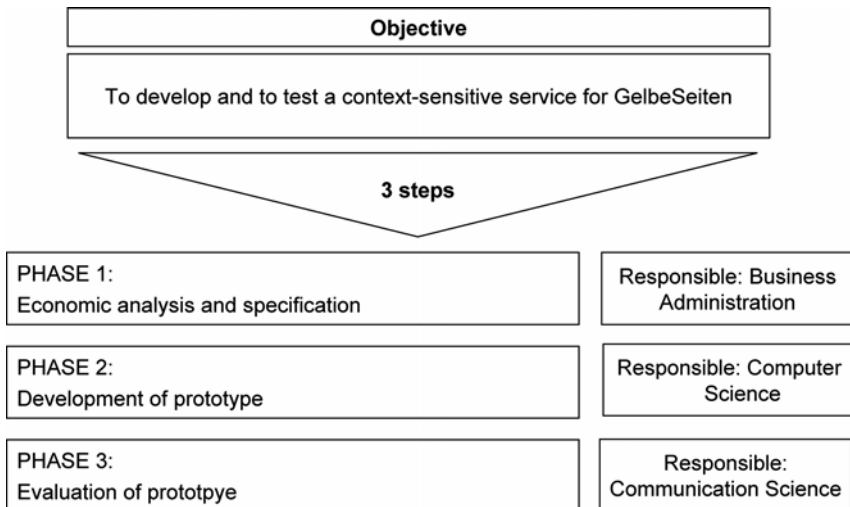 Objective
To develop and to test a context-sensitive service for GelbeSeiten
3 steps
PHASE 1:
Economic analysis and specification
Responsible: Business
Administration
PHASE 2:
Development of prototype
Responsible: Computer
Science
PHASE 3:
Evaluation of prototpye
Responsible:
Communication Science